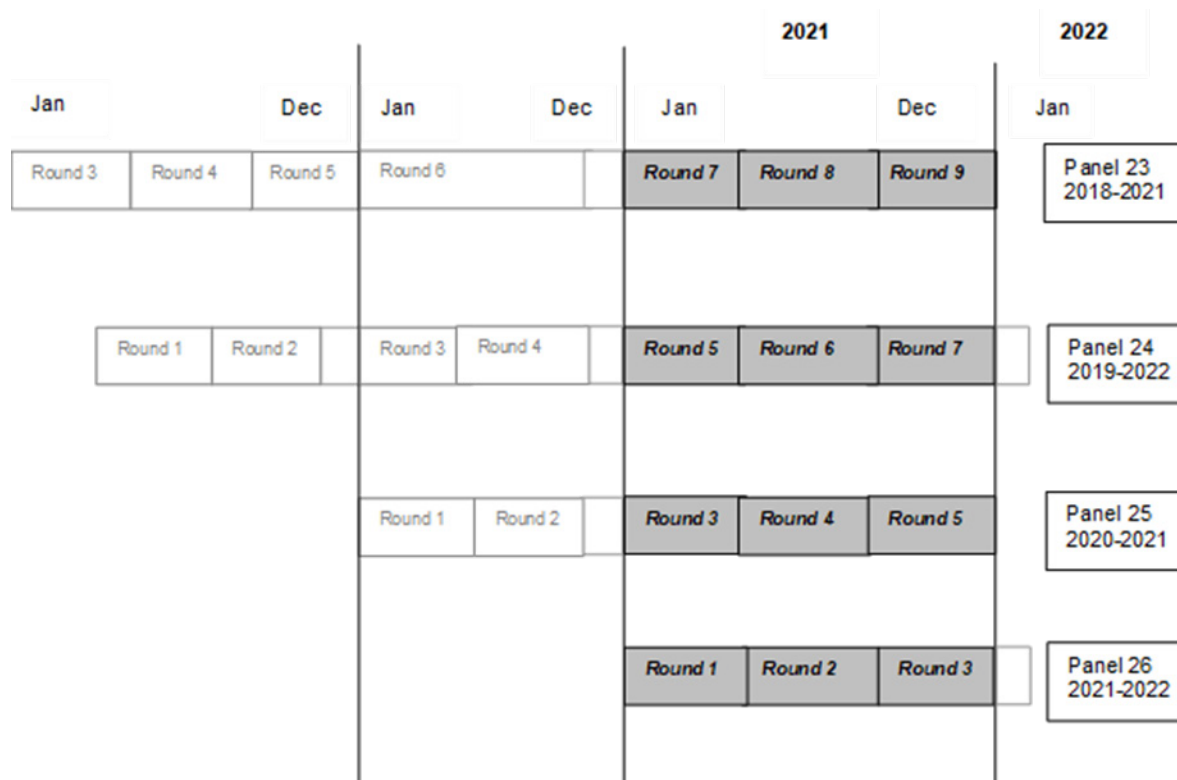 2021 2022
Jan Dec Jan Dec Jan Dec Jan
Round 3 Round 4 Round 5 Round 6 Round 7 Round 8 Round 9 Panel 23
2018-2021
Round 1 Round 2 Round 3 Round 4 Round 5 Round 6 Round 7 Panel 24
2019-2022
Round 1 Round 2 Round 3 Round 4 Round 5 Panel 25
2020-2021
Round 1 Round 2 Round 3 Panel 26
2021-2022